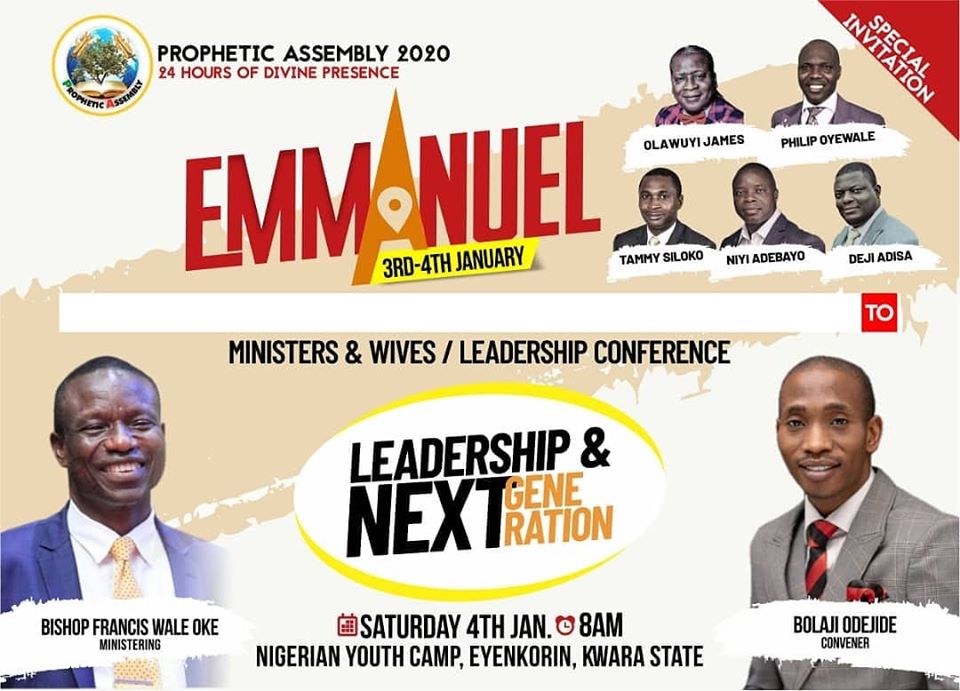 PROPHETIC ASSEMBLY
PROPHETIC ASSEMBLY 2020
24 HOURS OF DIVINE PRESENCE
SPECIAL
INVITATION
EMMANUEL
3RD-4TH JANUARY
OLAWUYI JAMES
PHILIP OYEWALE
TAMMY SILOKO
NIYI ADEBAYO
DEJI ADISA
TO
MINISTERS & WIVES / LEADERSHIP CONFERENCE
LEADERSHIP &
NEXT GENE
RATION
BISHOP FRANCIS WALE OKE
MINISTERING
BOLAJI ODEJIDE
CONVENER
SATURDAY 4TH JAN. 8AM
NIGERIAN YOUTH CAMP, EYENKORIN, KWARA STATE